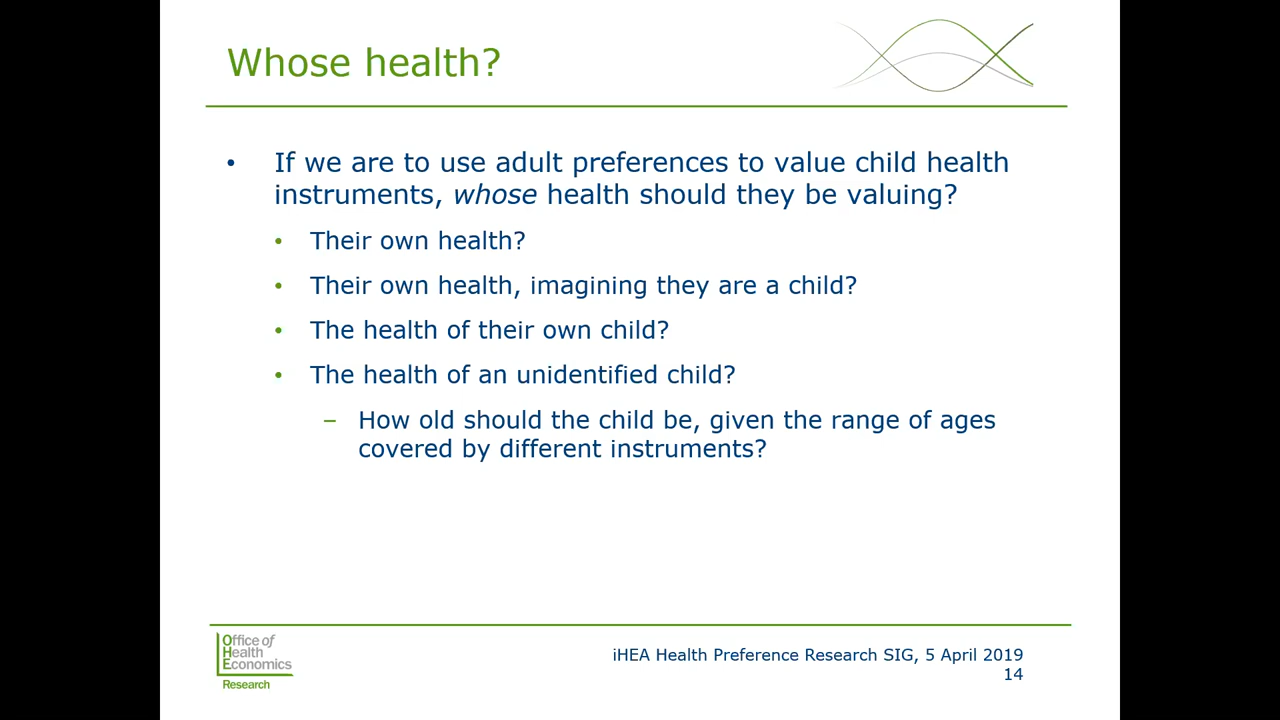 Whose health?
• If we are to use adult preferences to value child health
instruments, whose health should they be valuing?
• Their own health?
• Their own health, imagining they are a child?
• The health of their own child?
• The health of an unidentified child?
– How old should the child be, given the range of ages
covered by different instruments?
Office of
Health
Economics
Research
iHEA Health Preference Research SIG, 5 April 2019
14